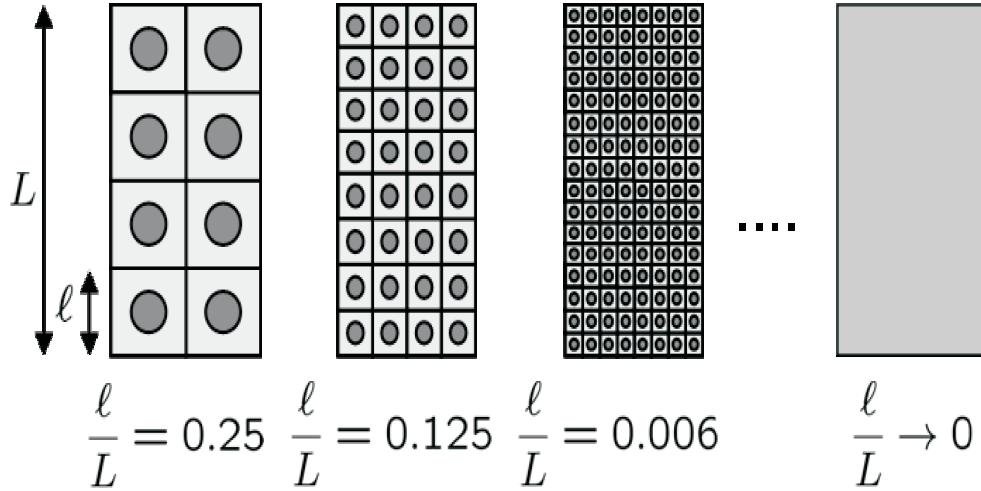 L
ℓ
ℓ/L = 0.25
ℓ/L = 0.125
ℓ/L = 0.006
....
ℓ/L → 0